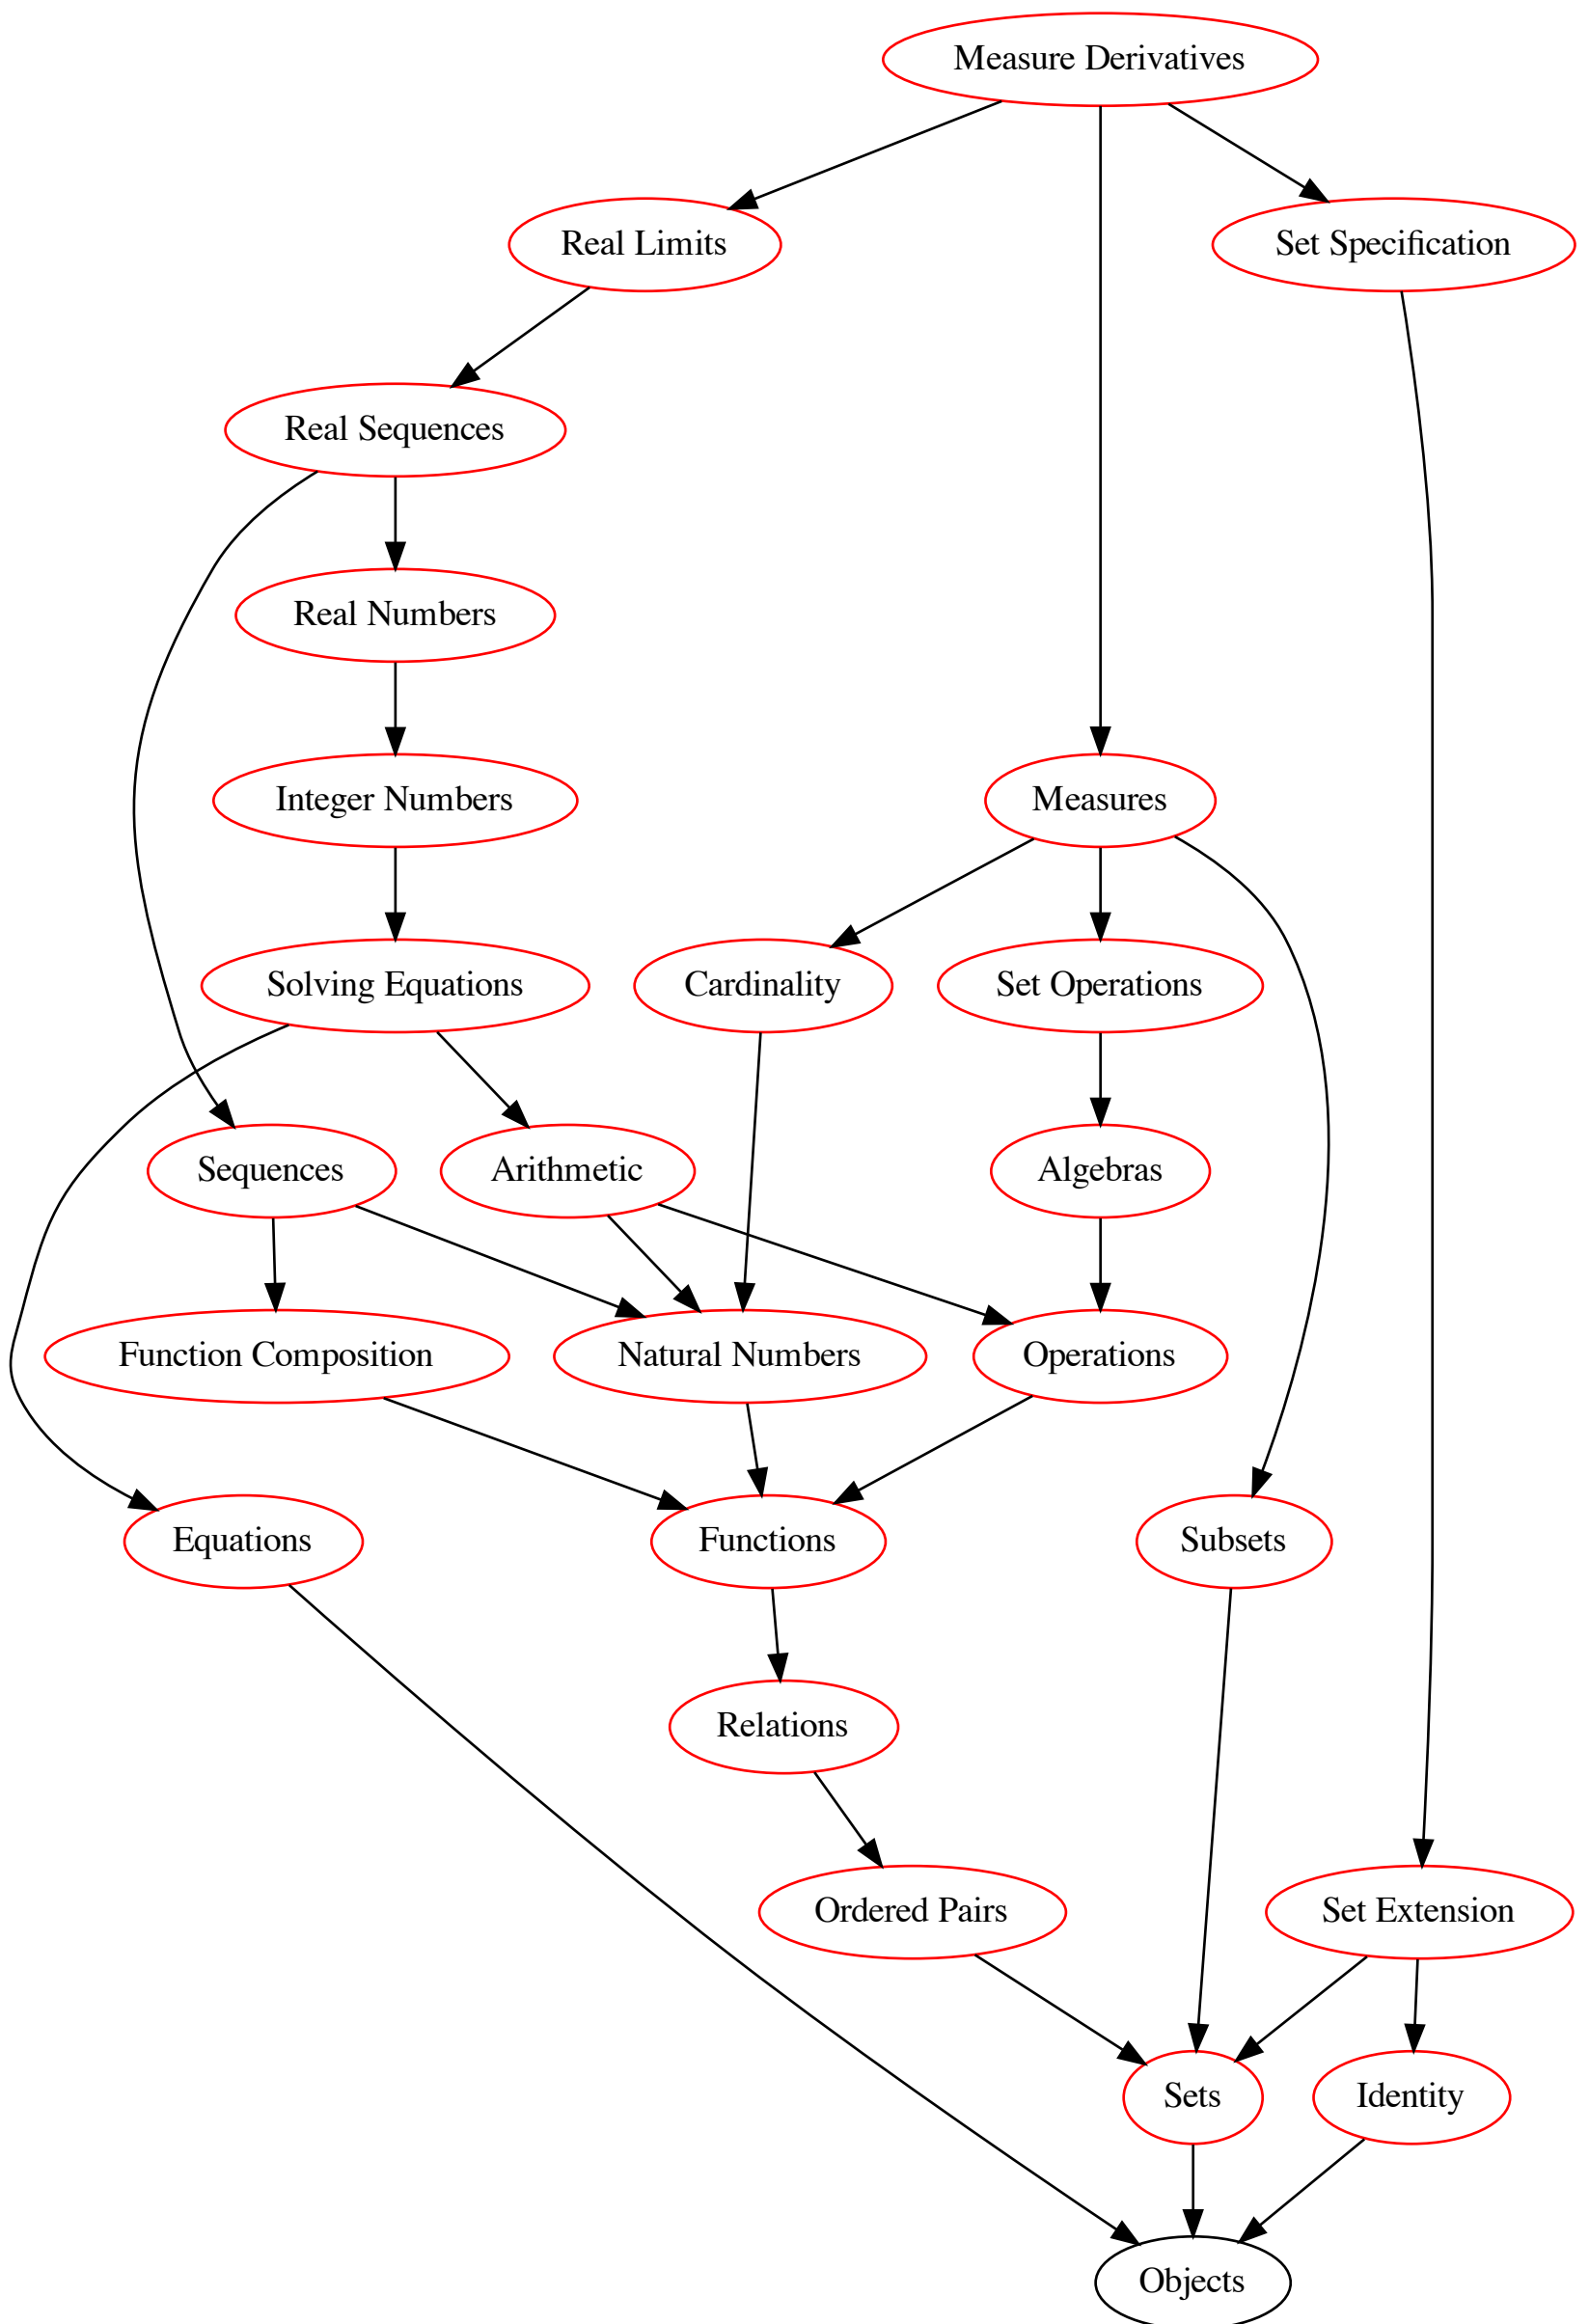 Measure Derivatives
Real Limits
Set Specification
Real Sequences
Real Numbers
Integer Numbers
Measures
Solving Equations
Cardinality
Set Operations
Sequences
Arithmetic
Algebras
Function Composition
Natural Numbers
Operations
Equations
Functions
Subsets
Relations
Ordered Pairs
Set Extension
Sets
Identity
Objects